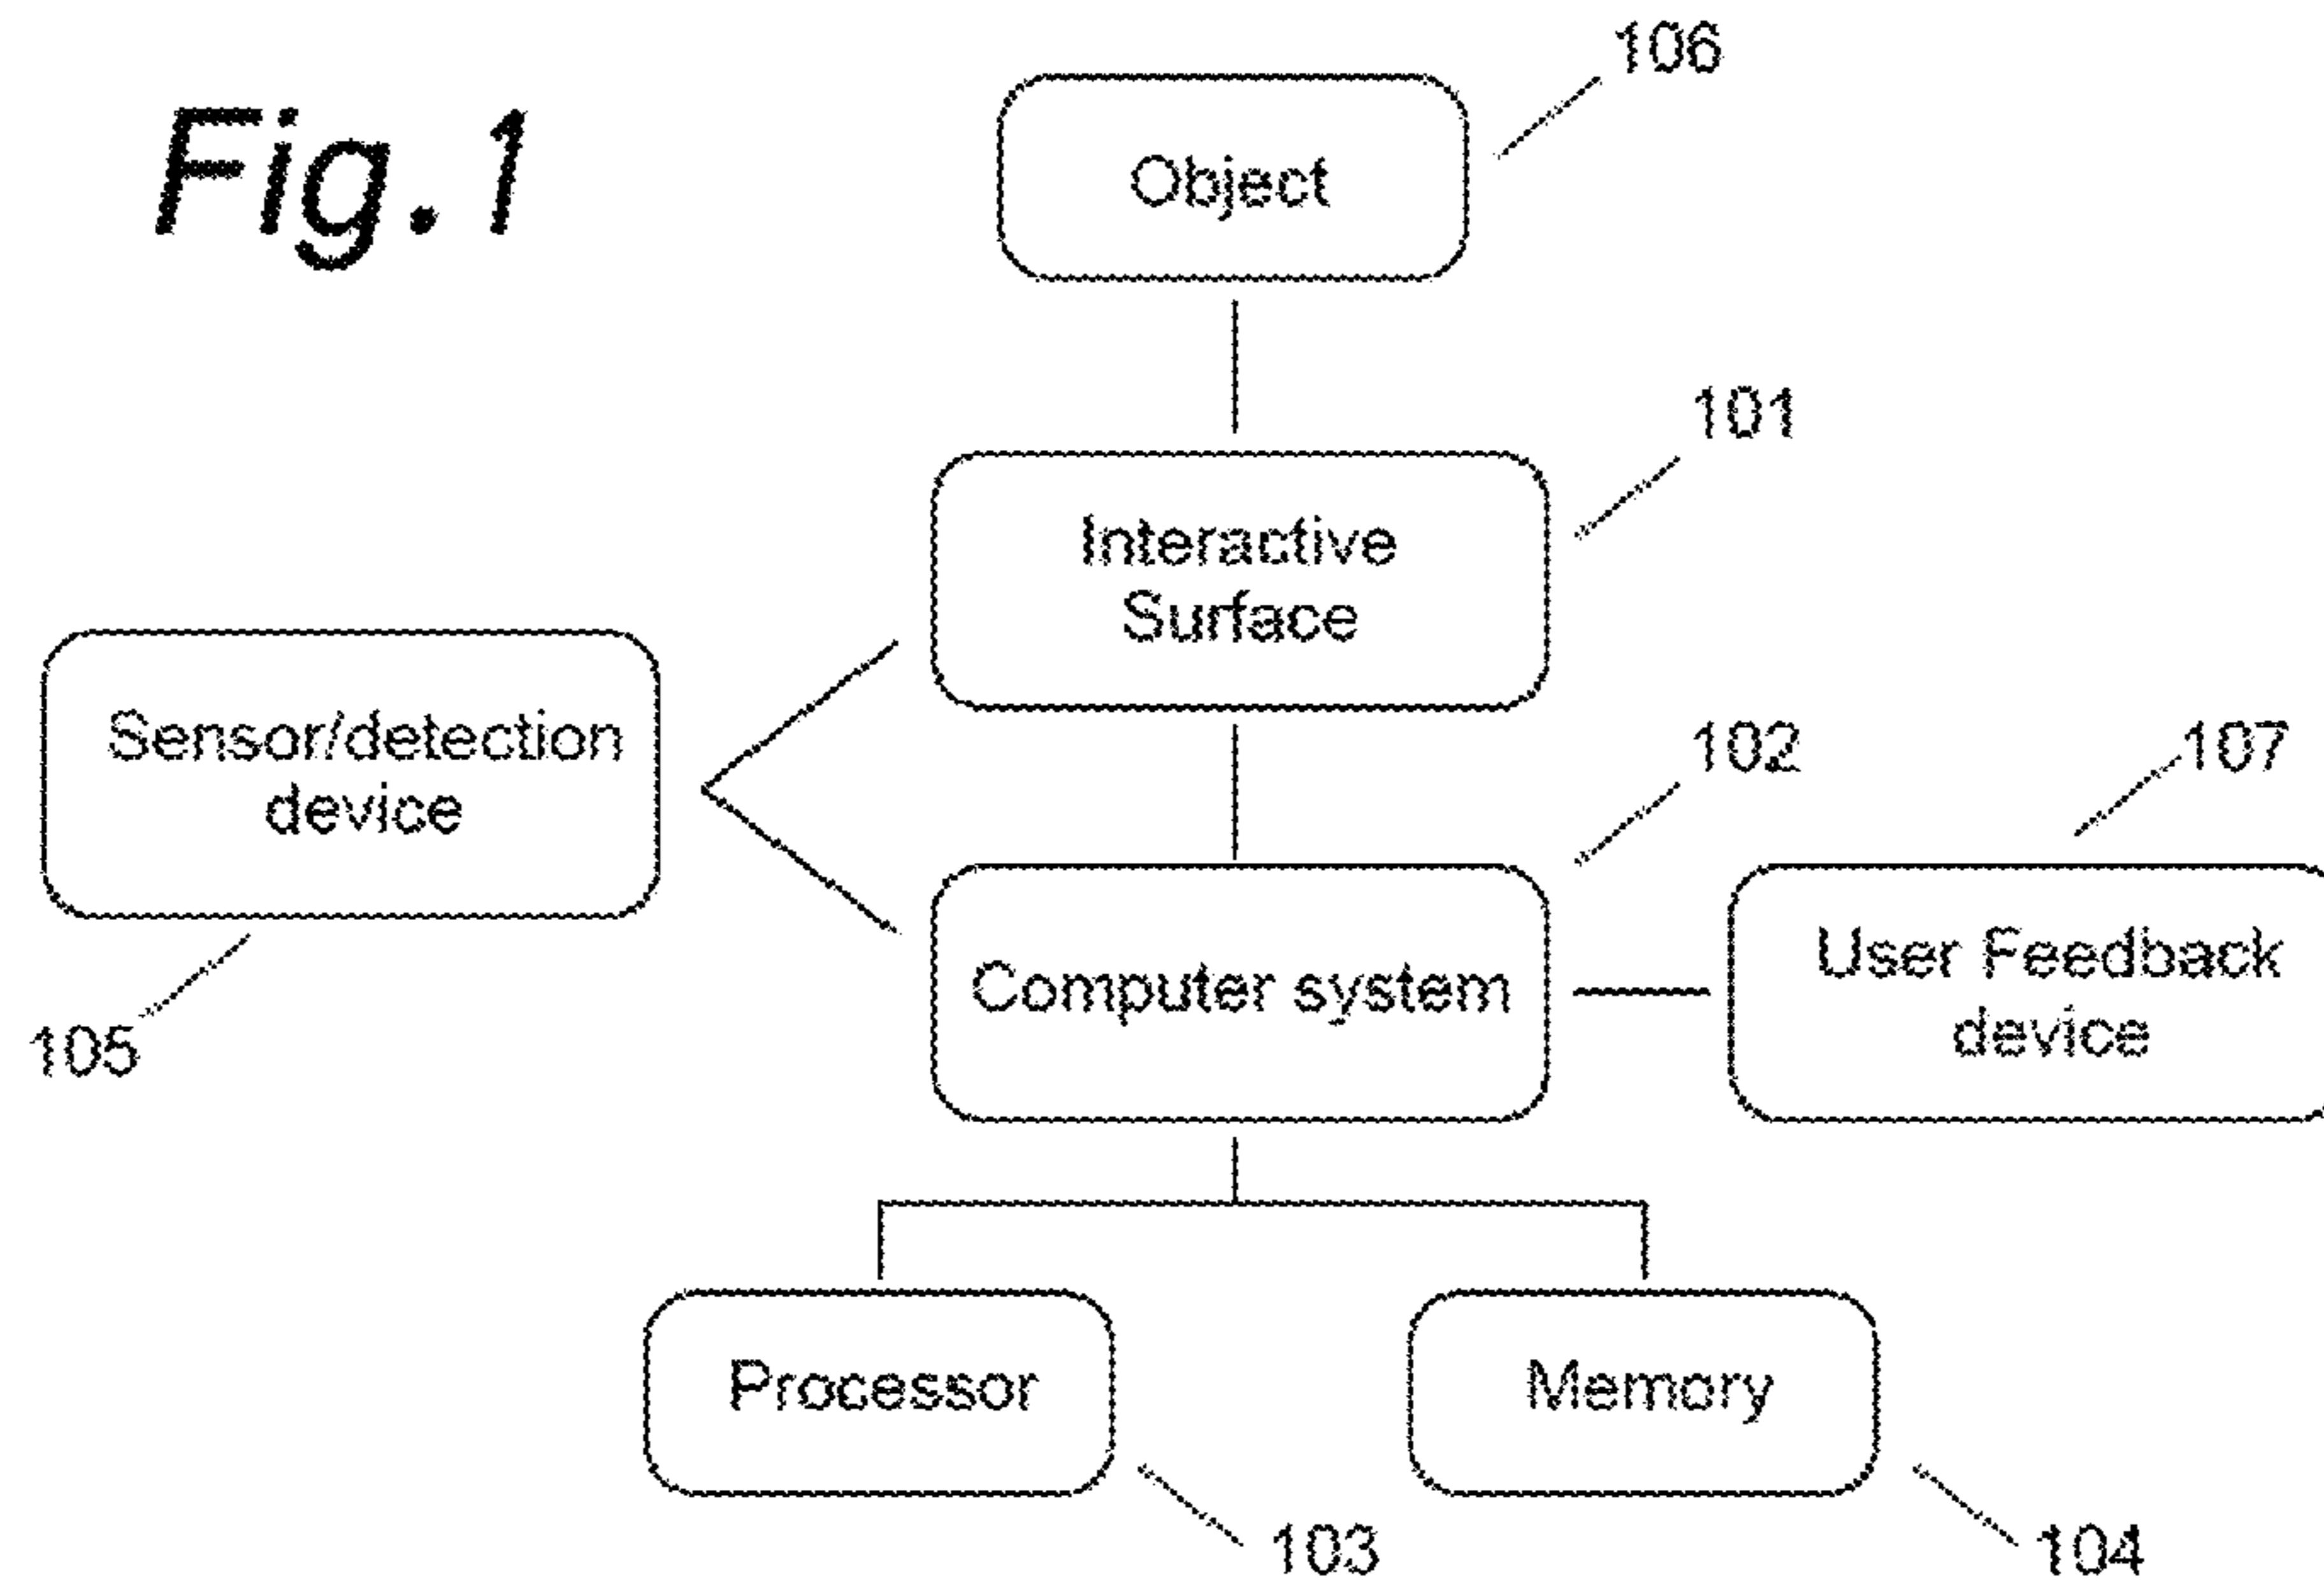 Fig.1
106
Object
101
Interactive
Surface
Sensor/detection
device
102
107
Computer system
User Feedback
device
105
Processor
Memory
103
104